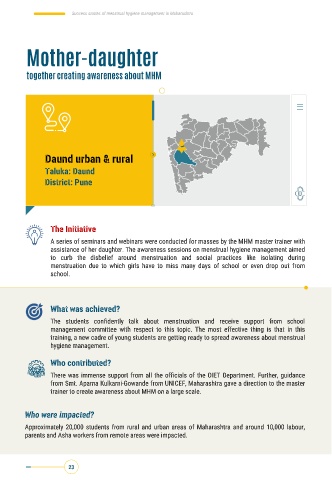 Success stories of menstrual hygiene management in Maharashtra
Mother-daughter
together creating awareness about MHM
Daund urban & rural
Taluka: Daund
District: Pune
The Initiative
A series of seminars and webinars were conducted for masses by the MHM master trainer with
assistance of her daughter. The awareness sessions on menstrual hygiene management aimed
to curb the disbelief around menstruation and social practices like isolating during
menstruation due to which girls have to miss many days of school or even drop out from
school.
What was achieved?
The students confidently talk about menstruation and receive support from school
management committee with respect to this topic. The most effective thing is that in this
training, a new cadre of young students are getting ready to spread awareness about menstrual
hygiene management.
Who contributed?
There was immense support from all the officials of the DIET Department. Further, guidance
from Smt. Aparna Kulkarni-Gowande from UNICEF, Maharashtra gave a direction to the master
trainer to create awareness about MHM on a large scale.
Who were impacted?
Approximately 20,000 students from rural and urban areas of Maharashtra and around 10,000 labour,
parents and Asha workers from remote areas were impacted.
23